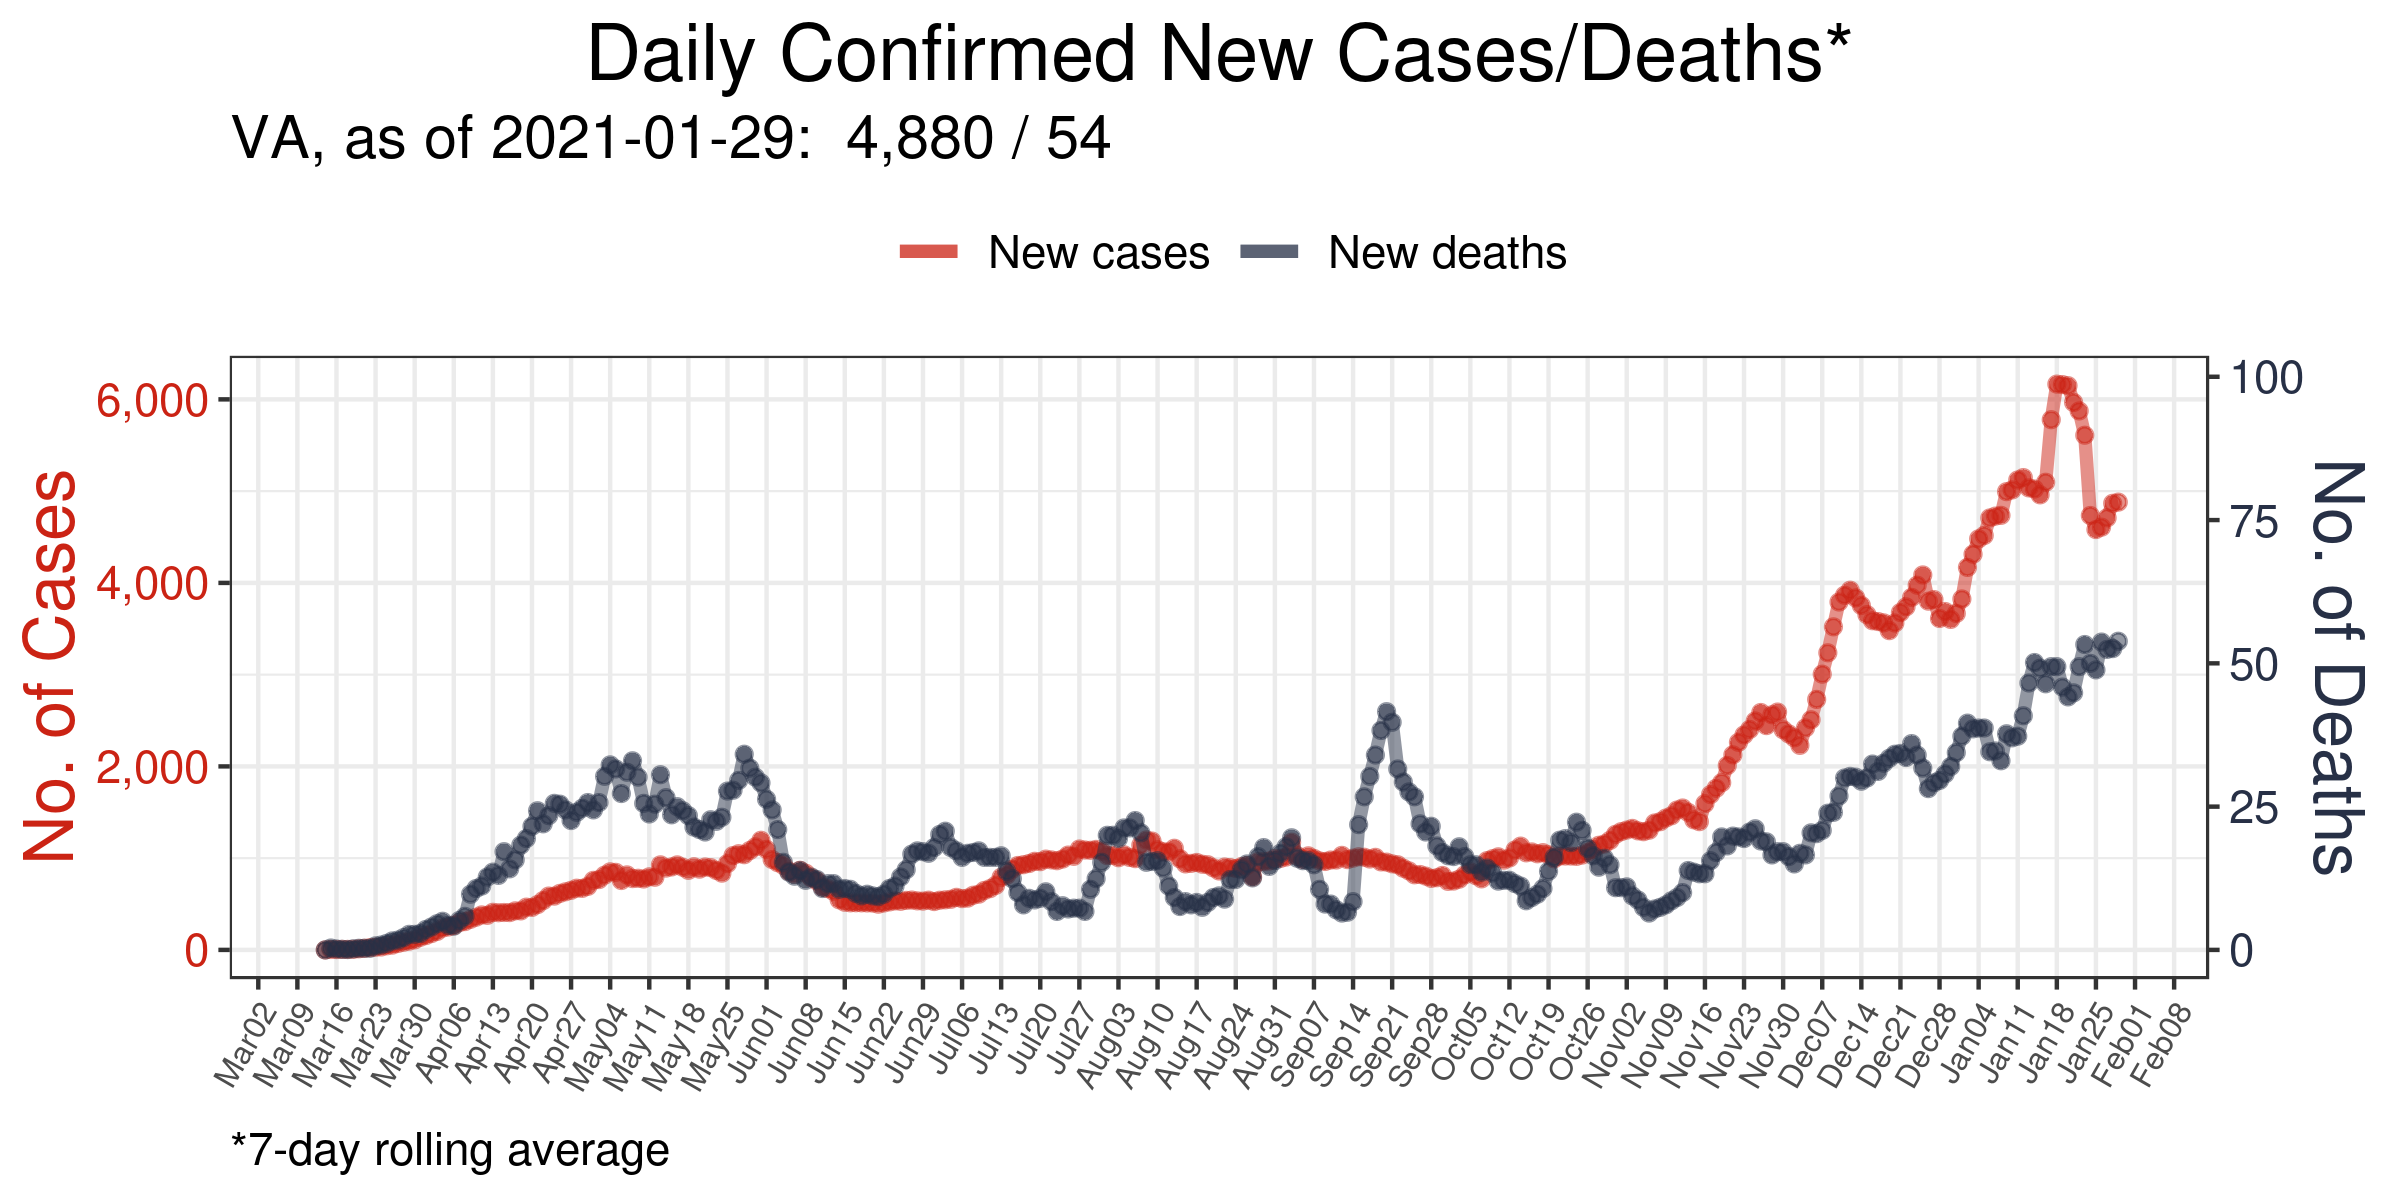 Daily Confirmed New Cases/Deaths*
VA, as of 2021-01-29:  4,880 / 54
New cases
New deaths
No. of Cases
6,000
4,000
2,000
0
100
75
50
25
0
No. of Deaths
Mar02
Mar09
Mar16
Mar23
Mar30
Apr06
Apr13
Apr20
Apr27
May04
May11
May18
May25
Jun01
Jun08
Jun15
Jun22
Jun29
Jul06
Jul13
Jul20
Jul27
Aug03
Aug10
Aug17
Aug24
Aug31
Sep07
Sep14
Sep21
Sep28
Oct05
Oct12
Oct19
Oct26
Nov02
Nov09
Nov16
Nov23
Nov30
Dec07
Dec14
Dec21
Dec28
Jan04
Jan11
Jan18
Jan25
Feb01
Feb08
*7-day rolling average